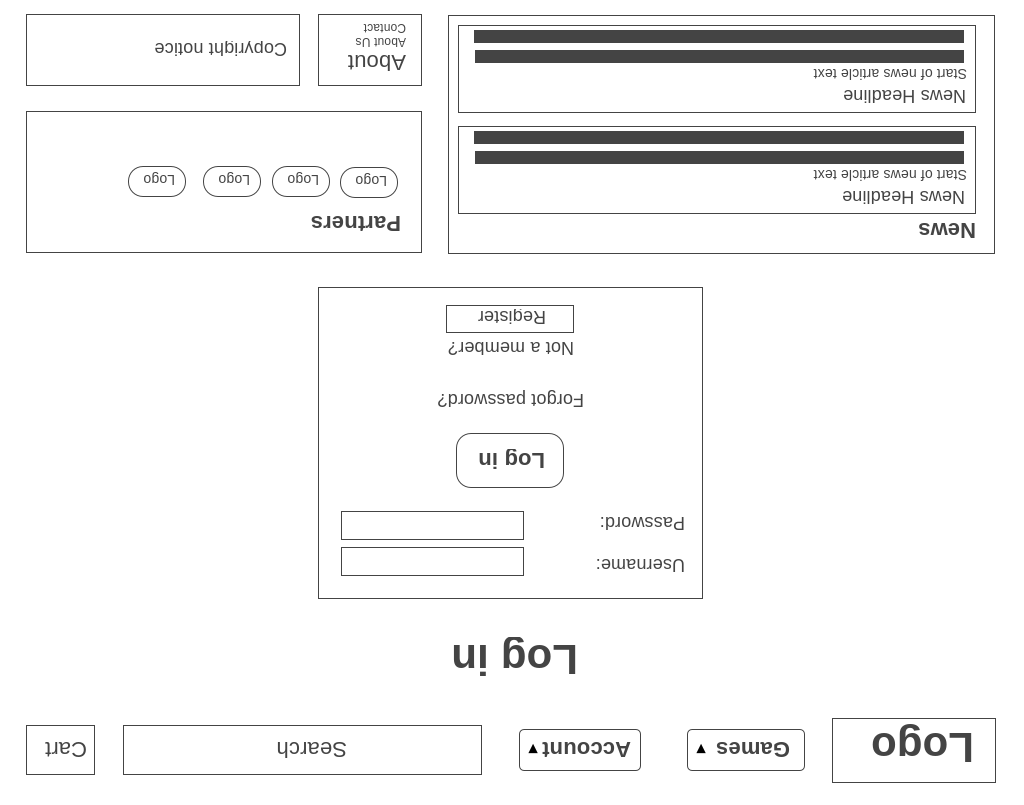 Logo
Games ▼
Account ▼
Search
Cart
Log in
Username:
Password:
Log in
Forgot password?
Not a member?
Register
News
News Headline
Start of news article text
News Headline
Start of news article text
Partners
Logo
Logo
Logo
Logo
About
About Us
Contact
Copyright notice